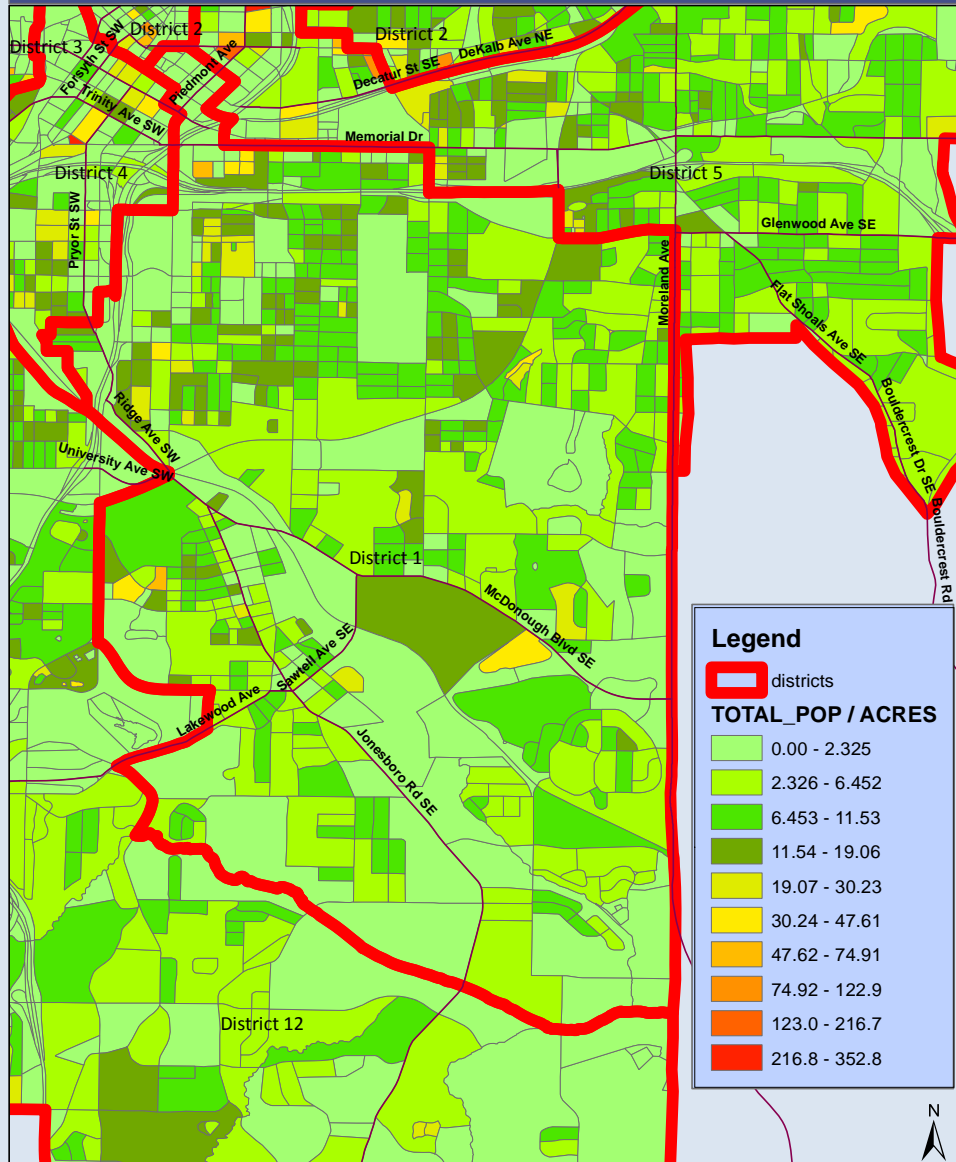 District 3
Forsyth St SW
District 2
Piedmont Ave
District 2
DeKalb Ave NE
Decatur St SE
Trinity Ave SW
Memorial Dr
District 4
District 5
Pryor St SW
Glenwood Ave SE
Moreland Ave
Flat Shoals Ave SE
Bouldercrest Dr SE
Ridge Ave SW
University Ave SW
Bouldercrest Rd
District 1
McDonough Blvd SE
Sawtell Ave SE
Lakewood Ave
Jonesboro Rd SE
District 12
Legend
districts
TOTAL_POP / ACRES
0.00 - 2.325
2.326 - 6.452
6.453 - 11.53
11.54 - 19.06
19.07 - 30.23
30.24 - 47.61
47.62 - 74.91
74.92 - 122.9
123.0 - 216.7
216.8 - 352.8
N